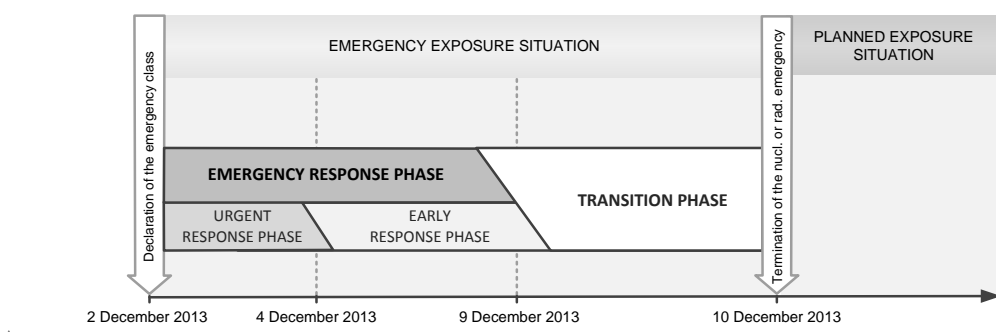 EMERGENCY EXPOSURE SITUATION
PLANNED EXPOSURE
SITUATION
Declaration of the emergency class
Termination of the nucl. or rad. emergency
EMERGENCY RESPONSE PHASE
TRANSITION PHASE
URGENT
RESPONSE PHASE
EARLY
RESPONSE PHASE
2 December 2013
4 December 2013
9 December 2013
10 December 2013